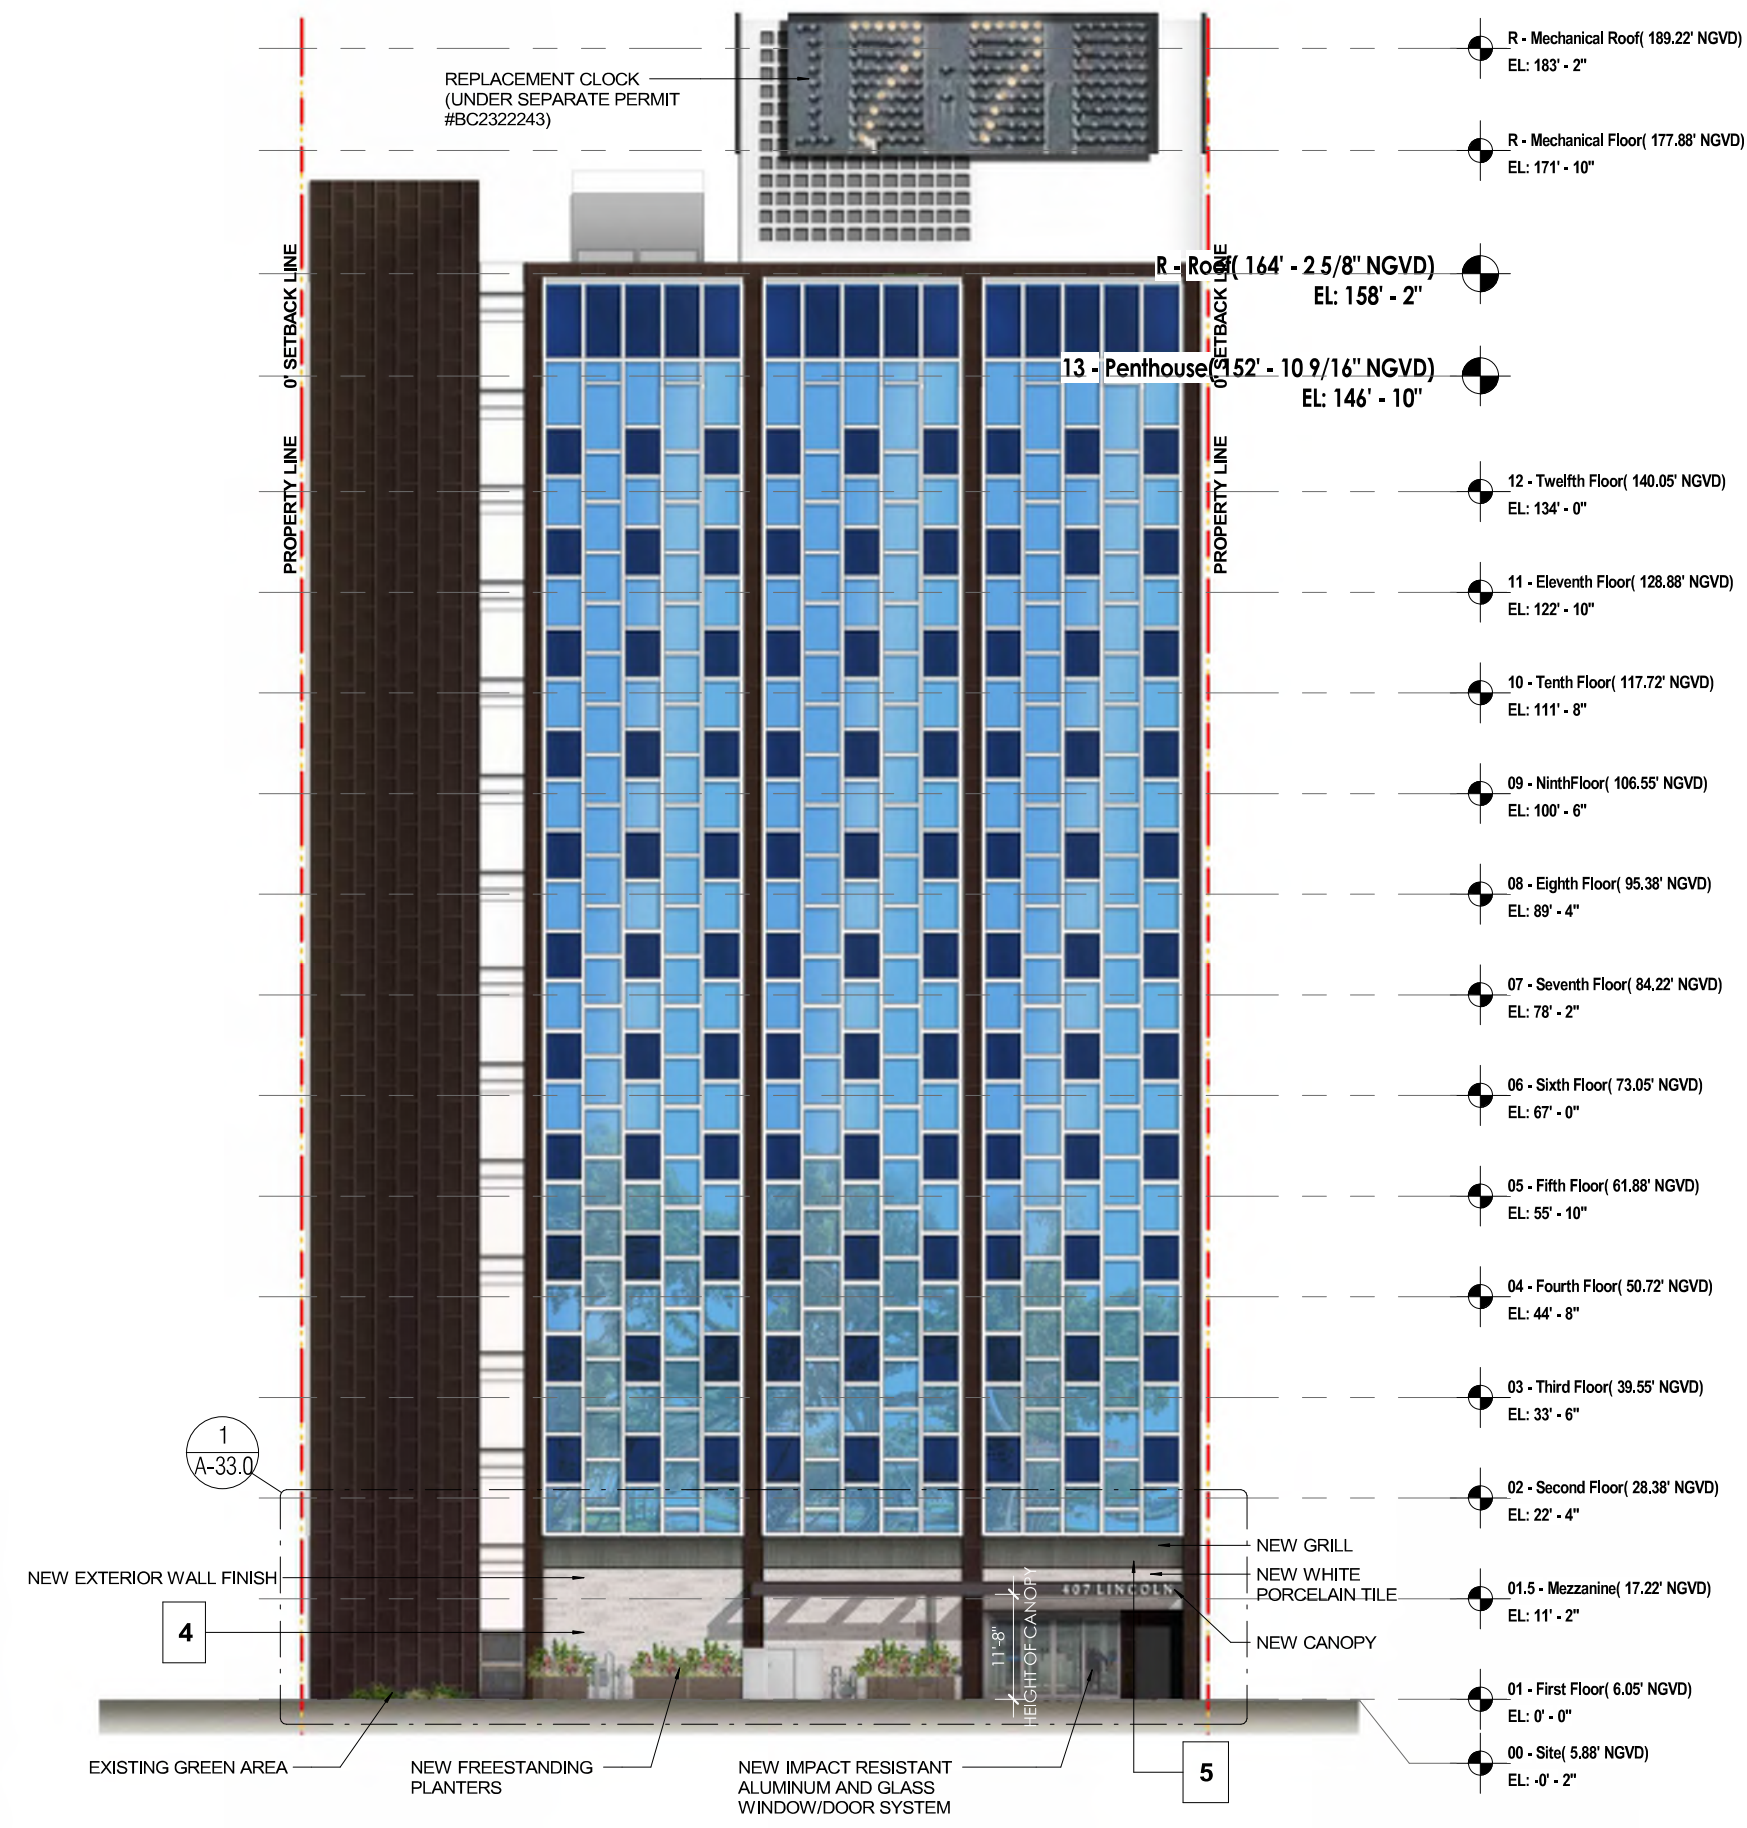 REPLACEMENT CLOCK
(UNDER SEPARATE PERMIT
#BC2322243)
77
R - Mechanical Roof( 189.22' NGVD)
EL: 183' - 2"
R - Mechanical Floor( 177.88' NGVD)
EL: 171' - 10"
0' SETBACK LINE
PROPERTY LINE
0' SETBACK LINE
PROPERTY LINE
R - Roof( 164' - 2 5/8" NGVD)
EL: 158' - 2"
13 - Penthouse( 152' - 10 9/16" NGVD)
EL: 146' - 10"
12 - Twelfth Floor( 140.05' NGVD)
EL: 134' - 0"
11 - Eleventh Floor( 128.88' NGVD)
EL: 122' - 10"
10 - Tenth Floor( 117.72' NGVD)
EL: 111' - 8"
09 - NinthFloor( 106.55' NGVD)
EL: 100' - 6"
08 - Eighth Floor( 95.38' NGVD)
EL: 89' - 4"
07 - Seventh Floor( 84.22' NGVD)
EL: 78' - 2"
06 - Sixth Floor( 73.05' NGVD)
EL: 67' - 0"
05 - Fifth Floor( 61.88' NGVD)
EL: 55' - 10"
04 - Fourth Floor( 50.72' NGVD)
EL: 44' - 8"
03 - Third Floor( 39.55' NGVD)
EL: 33' - 6"
02 - Second Floor( 28.38' NGVD)
EL: 22' - 4"
01.5 - Mezzanine( 17.22' NGVD)
EL: 11' - 2"
01 - First Floor( 6.05' NGVD)
EL: 0' - 0"
00 - Site( 5.88' NGVD)
EL: -0' - 2"
1
A-33.0
NEW EXTERIOR WALL FINISH
4
NEW GRILL
NEW WHITE
PORCELAIN TILE
NEW CANOPY
407 LINCOLN
11'-8"
HEIGHT OF CANOPY
EXISTING GREEN AREA
NEW FREESTANDING
PLANTERS
NEW IMPACT RESISTANT
ALUMINUM AND GLASS
WINDOW/DOOR SYSTEM
5